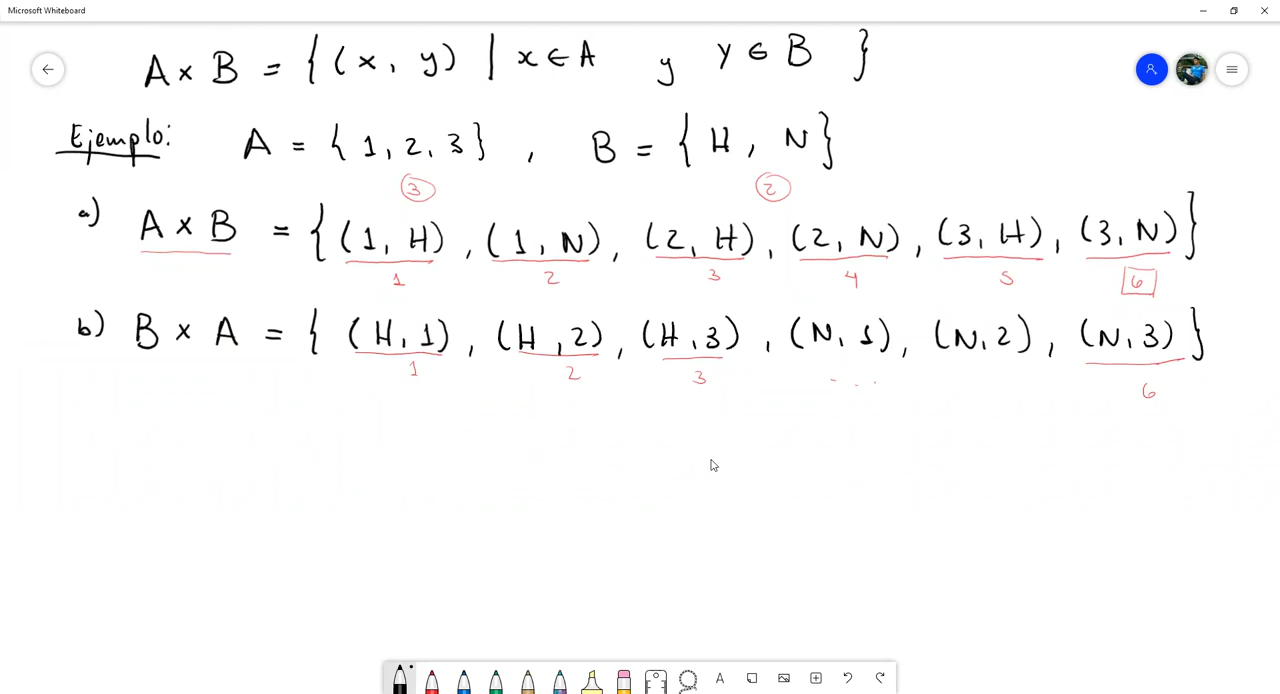 Microsoft Whiteboard
A × B = { (x, y) | x ∈ A y y ∈ B }
Ejemplo: A = { 1, 2, 3 } , B = { H, N }
3 2
a) A × B = { (1, H) , (1, N) , (2, H) , (2, N) , (3, H) , (3, N) }
1 2 3 4 5 6
b) B × A = { (H, 1) , (H, 2) , (H, 3) , (N, 1) , (N, 2) , (N, 3) }
1 2 3 ... 6